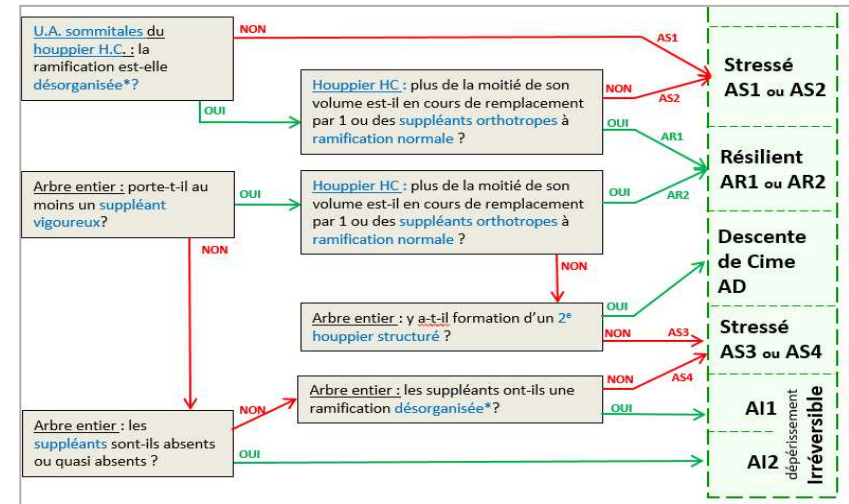 U.A. sommitales du
houppier H.C. : la
ramification est-elle
désorganisée*?
NON
AS1
OUI
Houppier HC : plus de la moitié de son
volume est-il en cours de remplacement
par 1 ou des suppléants orthotropes à
ramification normale ?
NON
AS2
OUI
AR1
Stressé
AS1 ou AS2
Arbre entier : porte-t-il au
moins un suppléant
vigoureux?
OUI
NON
Houppier HC : plus de la moitié de son
volume est-il en cours de remplacement
par 1 ou des suppléants orthotropes à
ramification normale ?
OUI
AR2
NON
Résilient
AR1 ou AR2
Arbre entier : y a-t-il formation d'un 2e
houppier structuré ?
OUI
NON
AS3
Descente
de Cime
AD
Stressé
AS3 ou AS4
Arbre entier : les
suppléants sont-ils absents
ou quasi absents ?
NON
OUI
Arbre entier : les suppléants ont-ils une
ramification désorganisée*?
NON
AS4
OUI
AI1
AI2
dépérissement
Irréversible